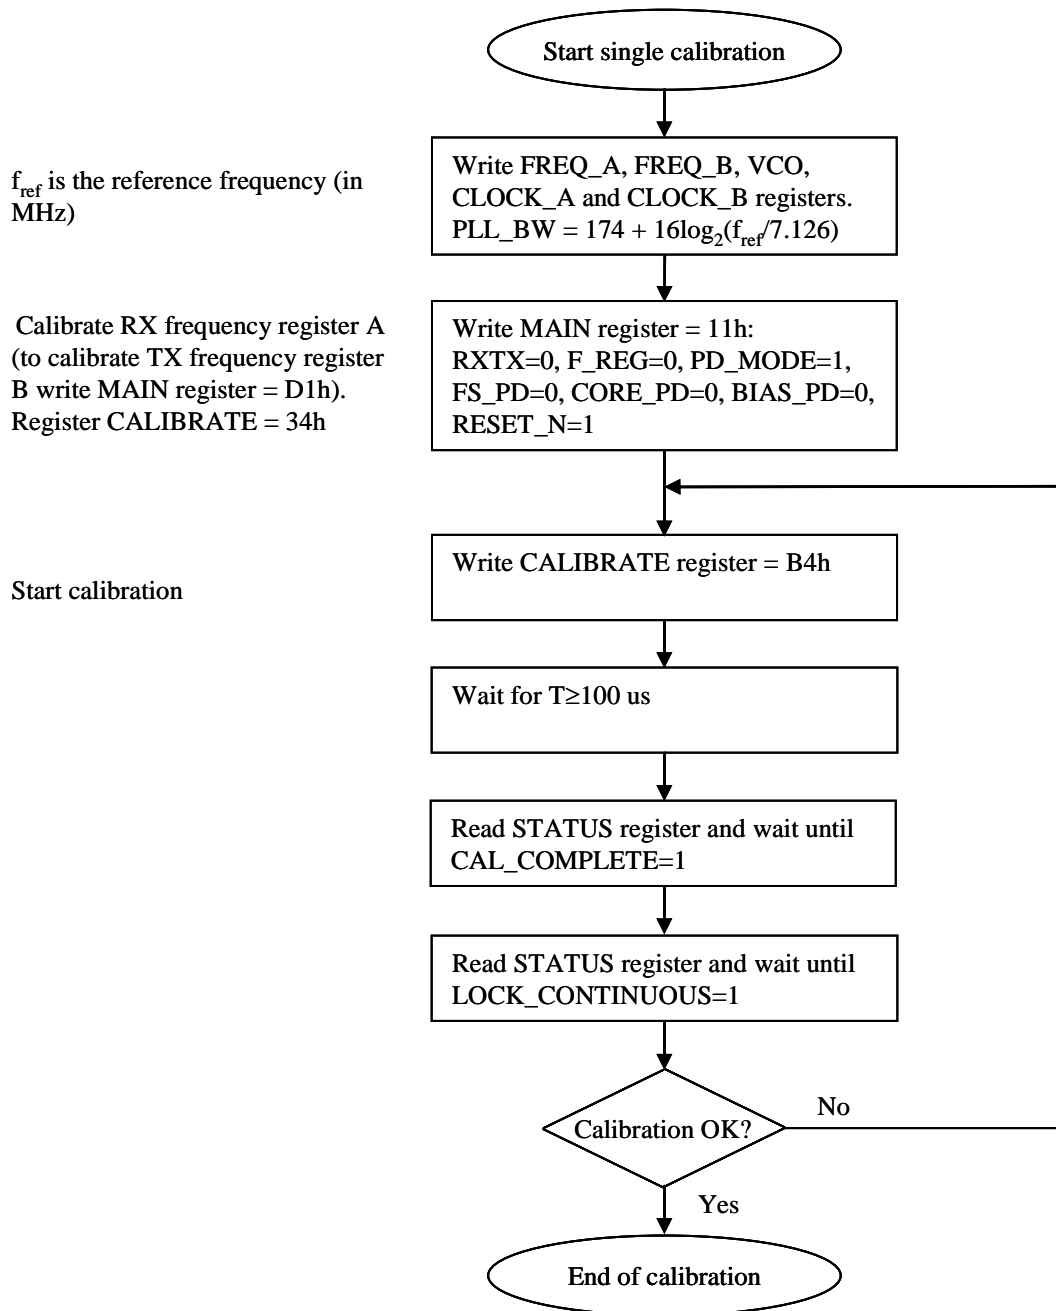 Start single calibration
f_ref is the reference frequency (in
MHz)
Write FREQ_A, FREQ_B, VCO,
CLOCK_A and CLOCK_B registers.
PLL_BW = 174 + 16log₂(f_ref/7.126)
Calibrate RX frequency register A
(to calibrate TX frequency register
B write MAIN register = D1h).
Register CALIBRATE = 34h
Write MAIN register = 11h:
RXTX=0, F_REG=0, PD_MODE=1,
FS_PD=0, CORE_PD=0, BIAS_PD=0,
RESET_N=1
Write CALIBRATE register = B4h
Start calibration
Wait for T≥100 us
Read STATUS register and wait until
CAL_COMPLETE=1
Read STATUS register and wait until
LOCK_CONTINUOUS=1
Calibration OK?
No
Yes
End of calibration